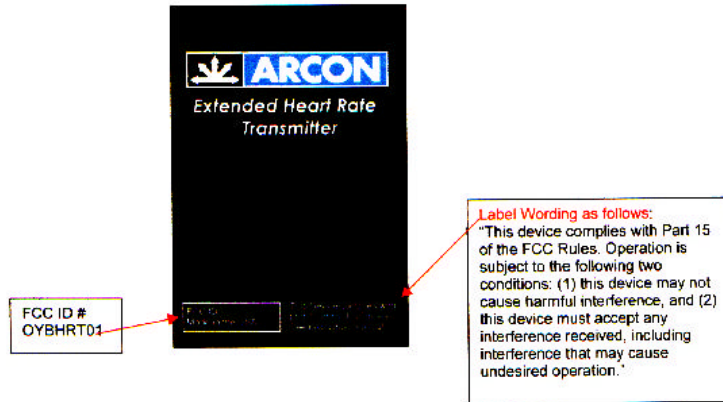 ARCON
Extended Heart Rate
Transmitter
Label Wording as follows:
"This device complies with Part 15
of the FCC Rules. Operation is
subject to the following two
conditions: (1) this device may not
cause harmful interference, and (2)
this device must accept any
interference received, including
interference that may cause
undesired operation."
FCC ID #
OYBHRT01